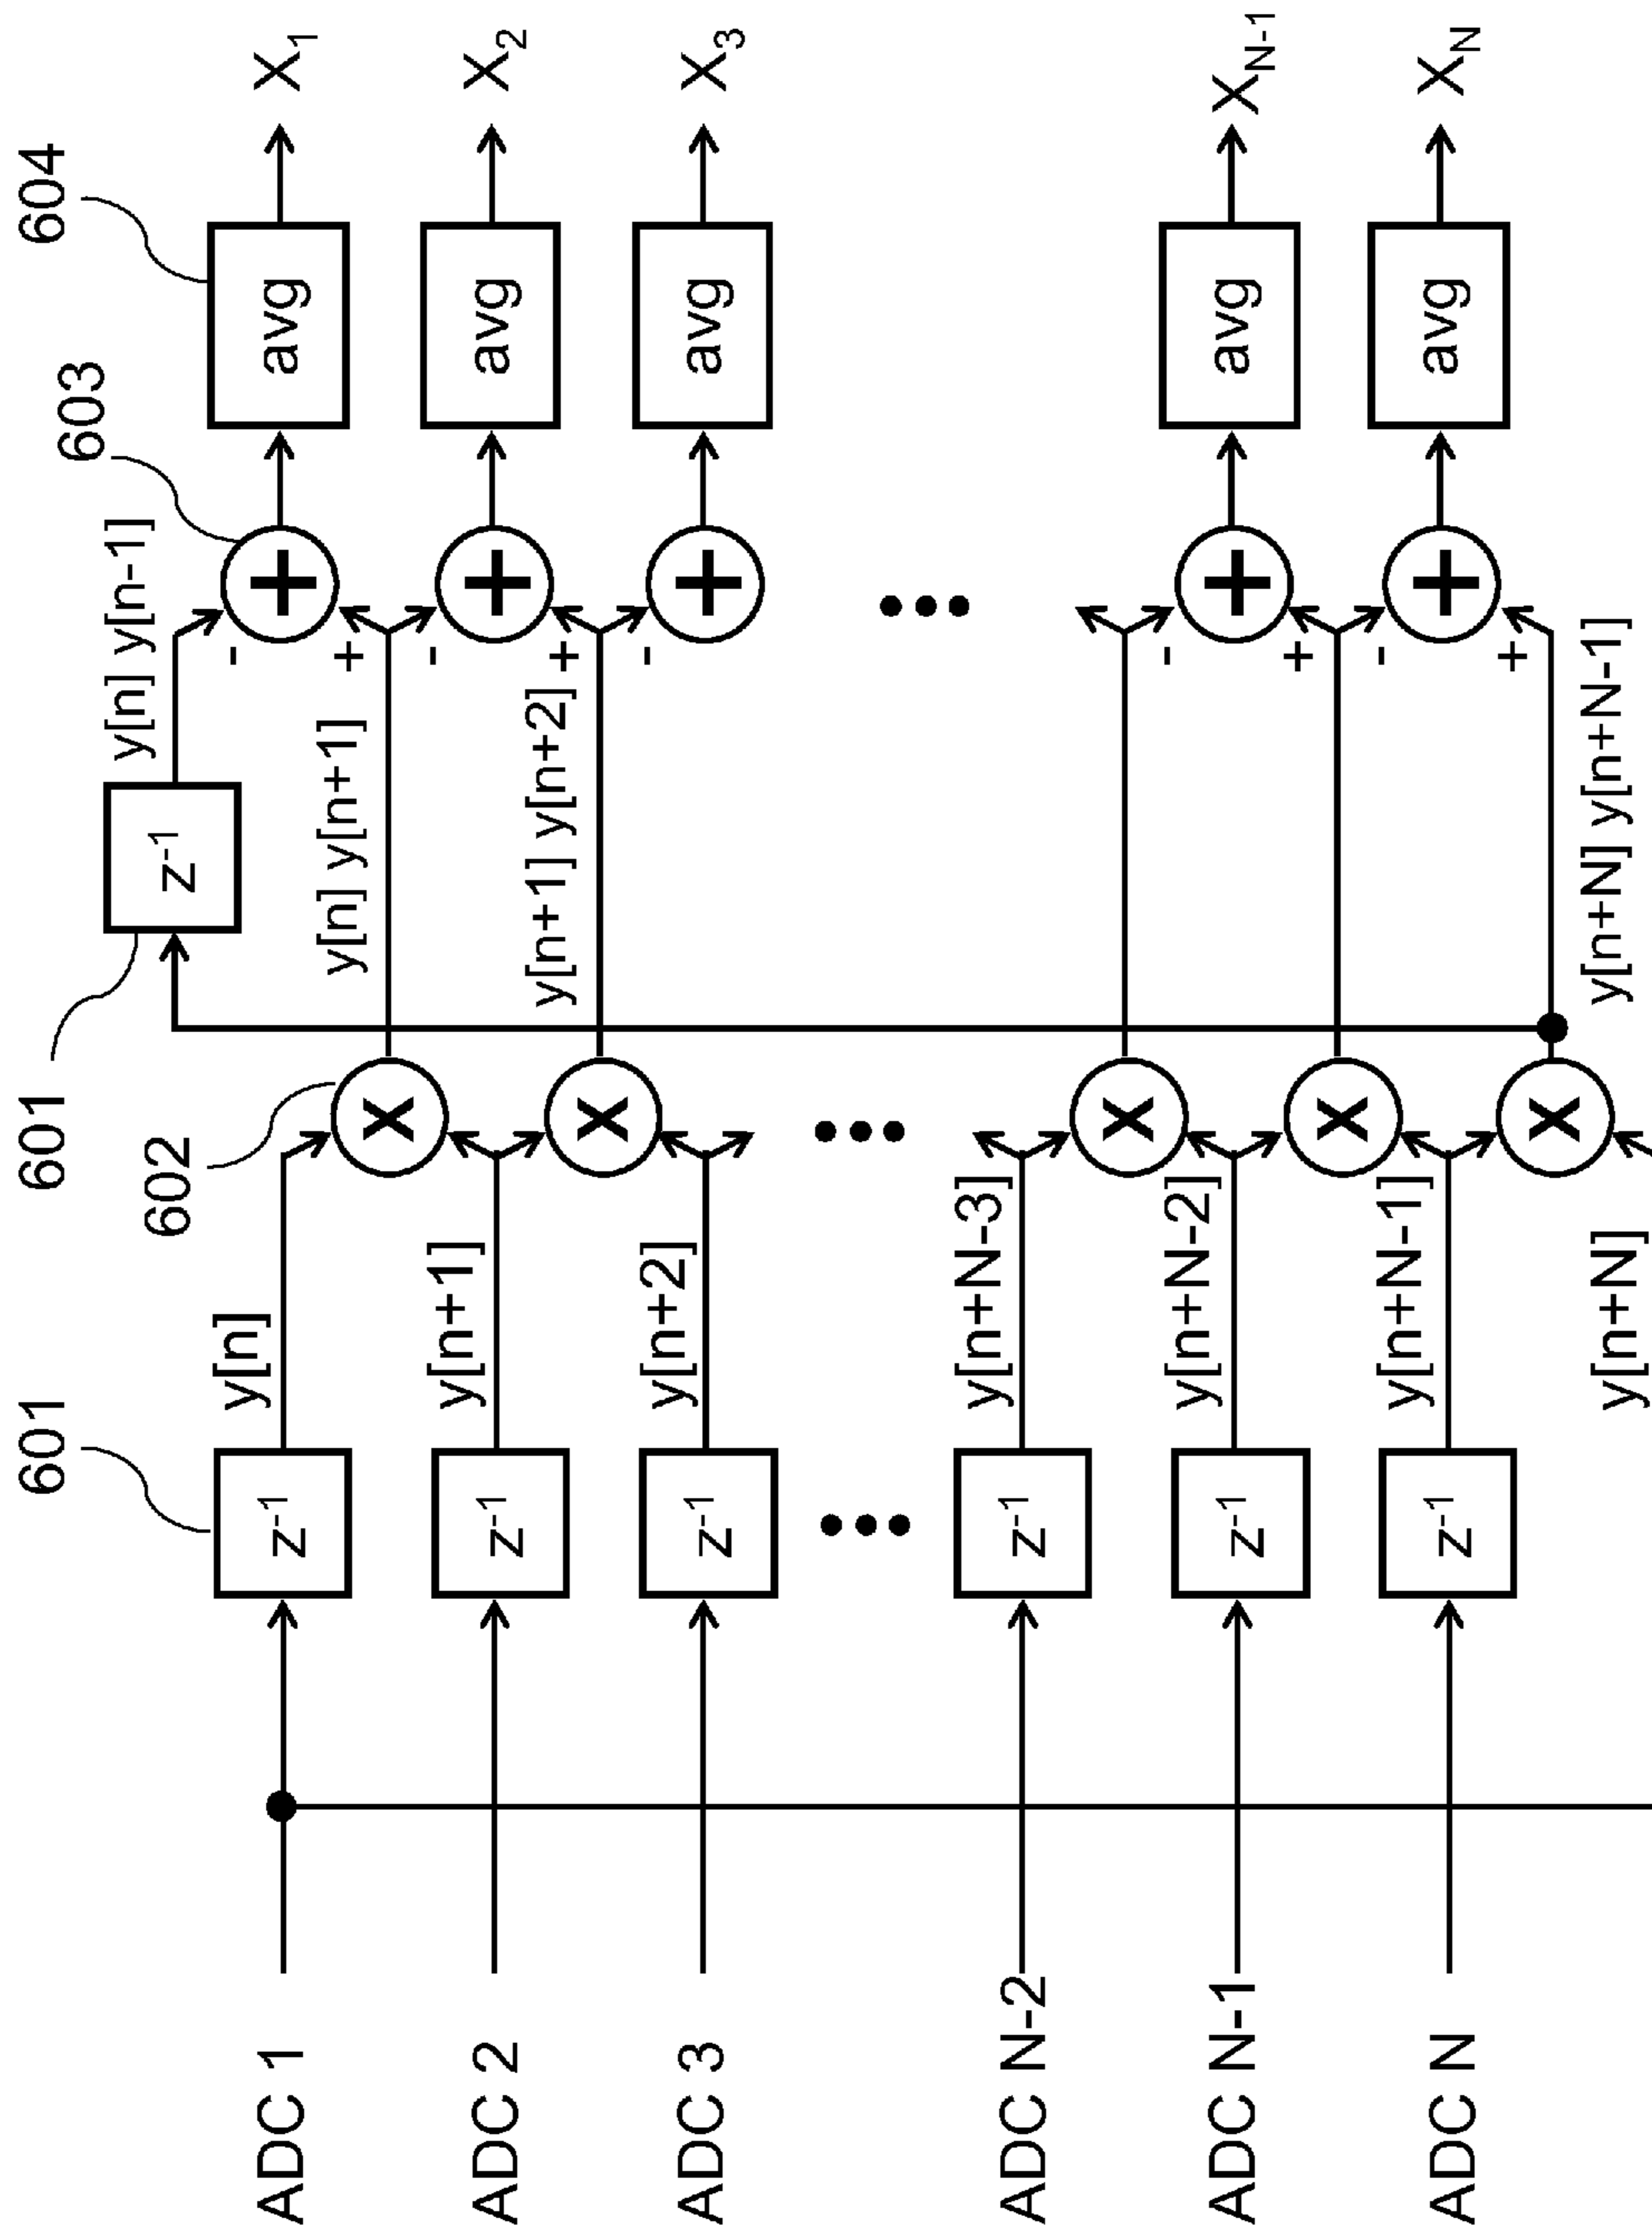 601
601
602
603
604
ADC 1
z⁻¹
y[n]
x
z⁻¹
y[n] y[n-1]
-
+
+
avg
X₁
ADC 2
z⁻¹
y[n+1]
y[n] y[n+1]
-
+
+
avg
X₂
ADC 3
z⁻¹
y[n+2]
x
y[n+1] y[n+2]
-
+
avg
X₃
ADC N-2
z⁻¹
y[n+N-3]
x
ADC N-1
z⁻¹
y[n+N-2]
x
-
+
+
avg
X_N-1
ADC N
z⁻¹
y[n+N-1]
x
-
+
+
avg
X_N
y[n+N]
y[n+N] y[n+N-1]